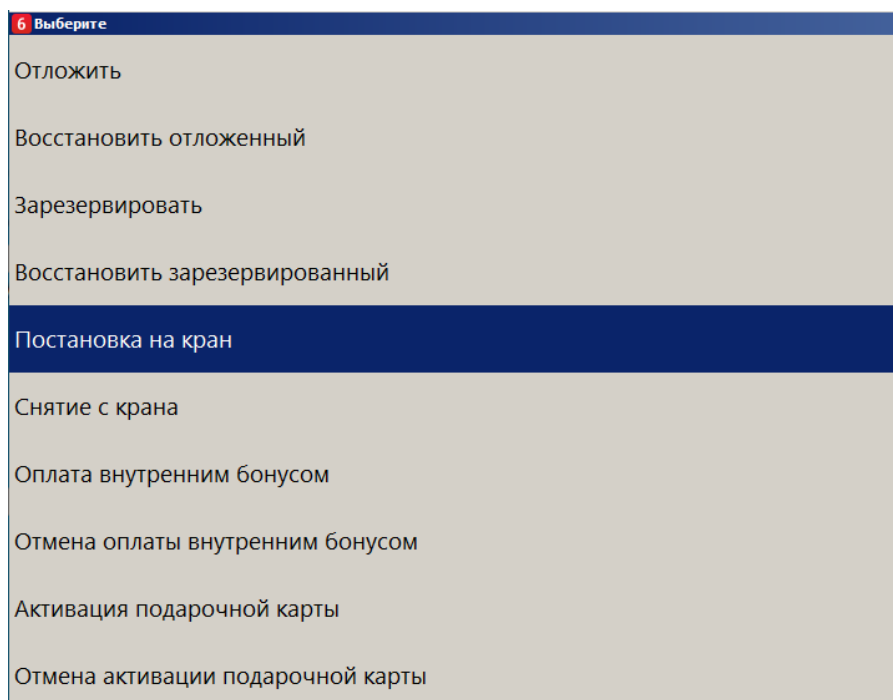 6 Выберите
Отложить
Восстановить отложенный
Зарезервировать
Восстановить зарезервированный
Постановка на кран
Снятие с крана
Оплата внутренним бонусом
Отмена оплаты внутренним бонусом
Активация подарочной карты
Отмена активации подарочной карты